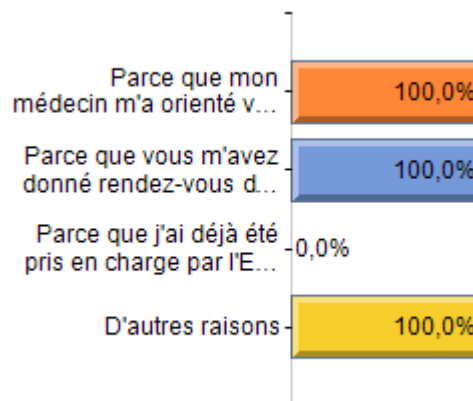 Parce que mon
médecin m'a orienté v...
100,0%
Parce que vous m'avez
donné rendez-vous d...
100,0%
Parce que j'ai déjà été
pris en charge par l'E...
0,0%
D'autres raisons
100,0%